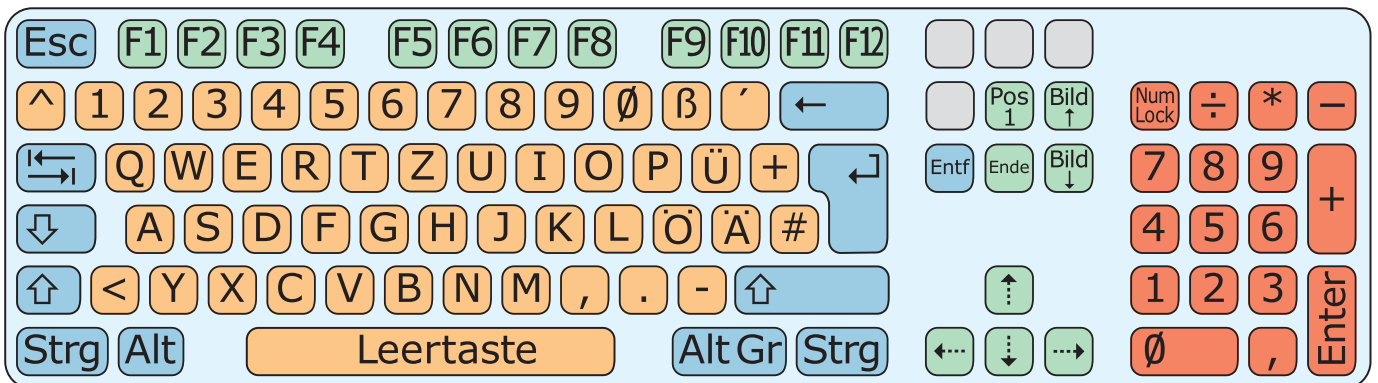 Esc F1 F2 F3 F4 F5 F6 F7 F8 F9 F10 F11 F12
^ 1 2 3 4 5 6 7 8 9 Ø ß ´ ← Pos 1 Bild ↑ Num Lock ÷ * −
Q W E R T Z U I O P Ü + ↵ Entf Ende Bild ↓ 7 8 9 +
A S D F G H J K L Ö Ä # 4 5 6
< Y X C V B N M , . - 1 2 3 Enter
Strg Alt Leertaste Alt Gr Strg Ø ,